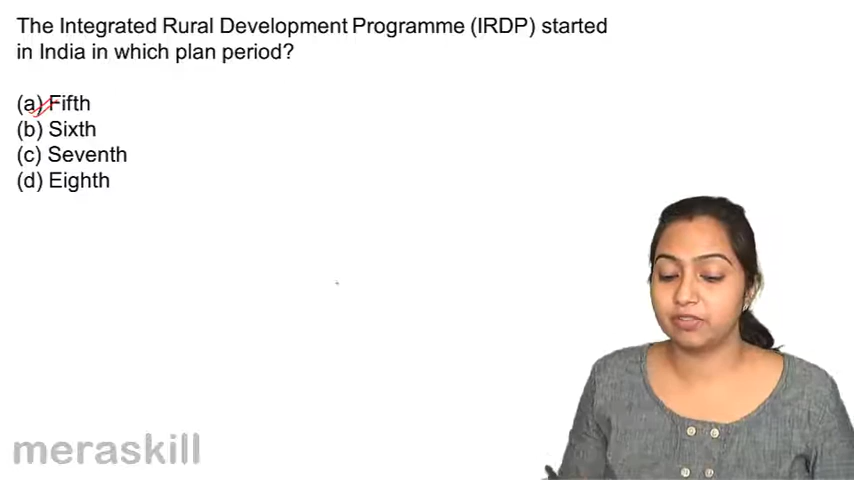 The Integrated Rural Development Programme (IRDP) started
in India in which plan period?
(a) Fifth
(b) Sixth
(c) Seventh
(d) Eighth
meraskill